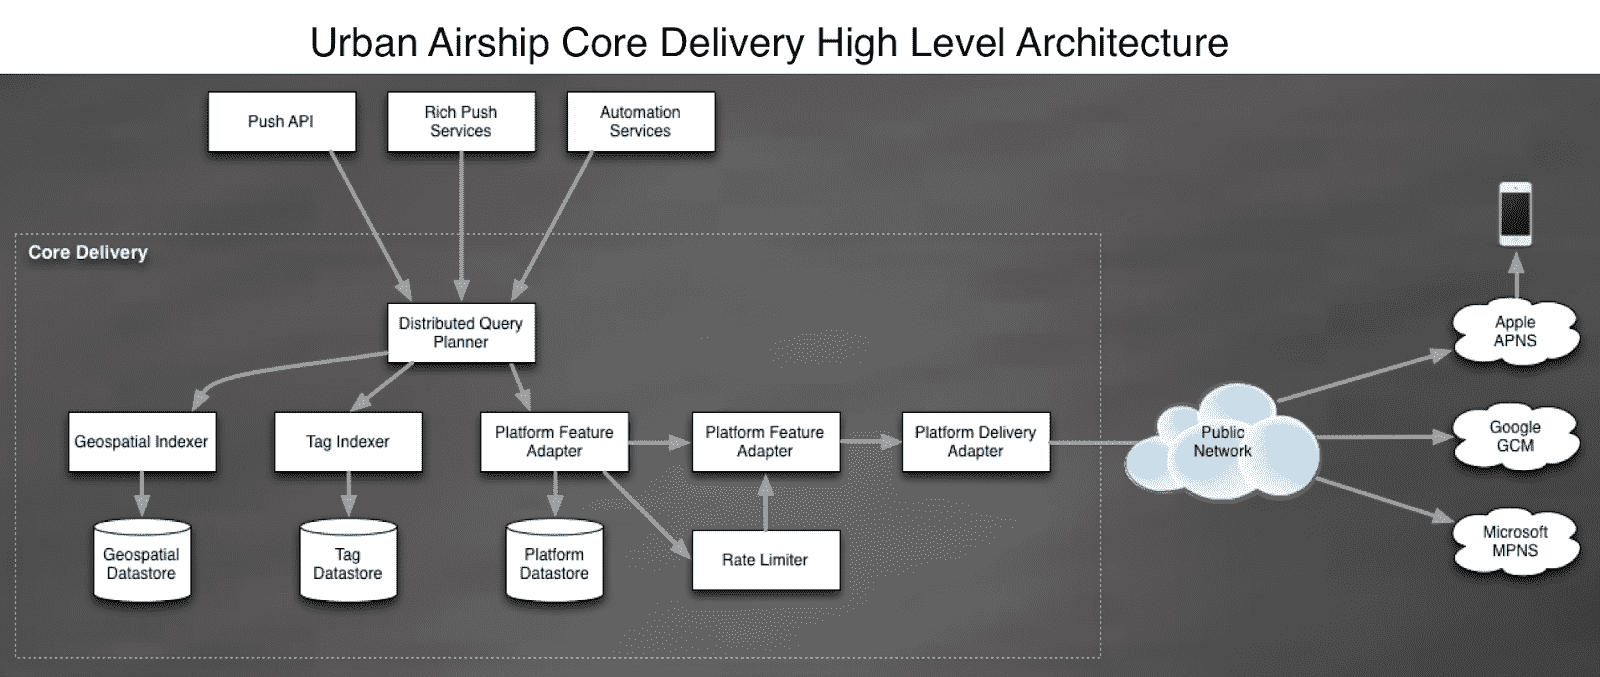 Urban Airship Core Delivery High Level Architecture
Push API
Rich Push
Services
Automation
Services
Core Delivery
Distributed Query
Planner
Geospatial Indexer
Tag Indexer
Platform Feature
Adapter
Platform Feature
Adapter
Platform Delivery
Adapter
Public
Network
Apple
APNS
Google
GCM
Microsoft
MPNS
Geospatial
Datastore
Tag
Datastore
Platform
Datastore
Rate Limiter